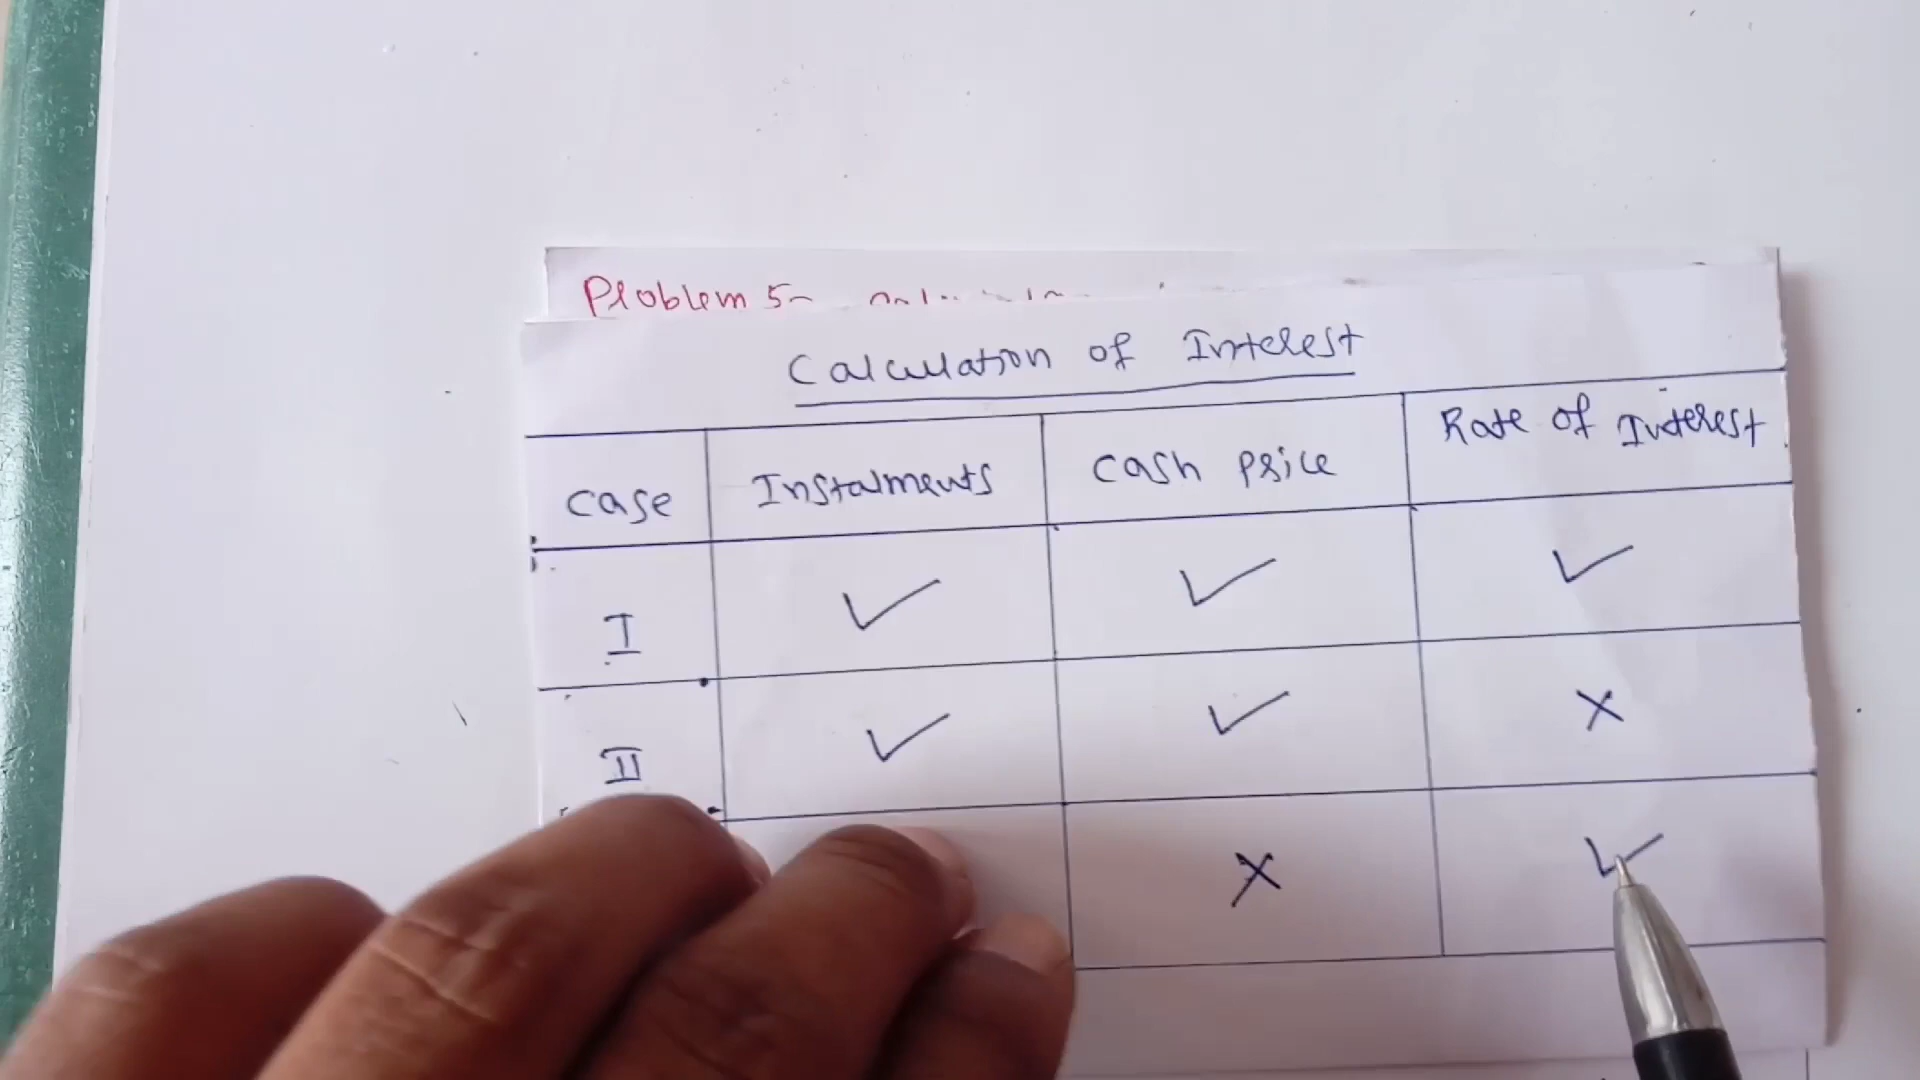 Problem 5
Calculation of Interest
Case Instalments Cash price Rate of Interest
I ✓ ✓ ✓
II ✓ ✓ X
X ✓